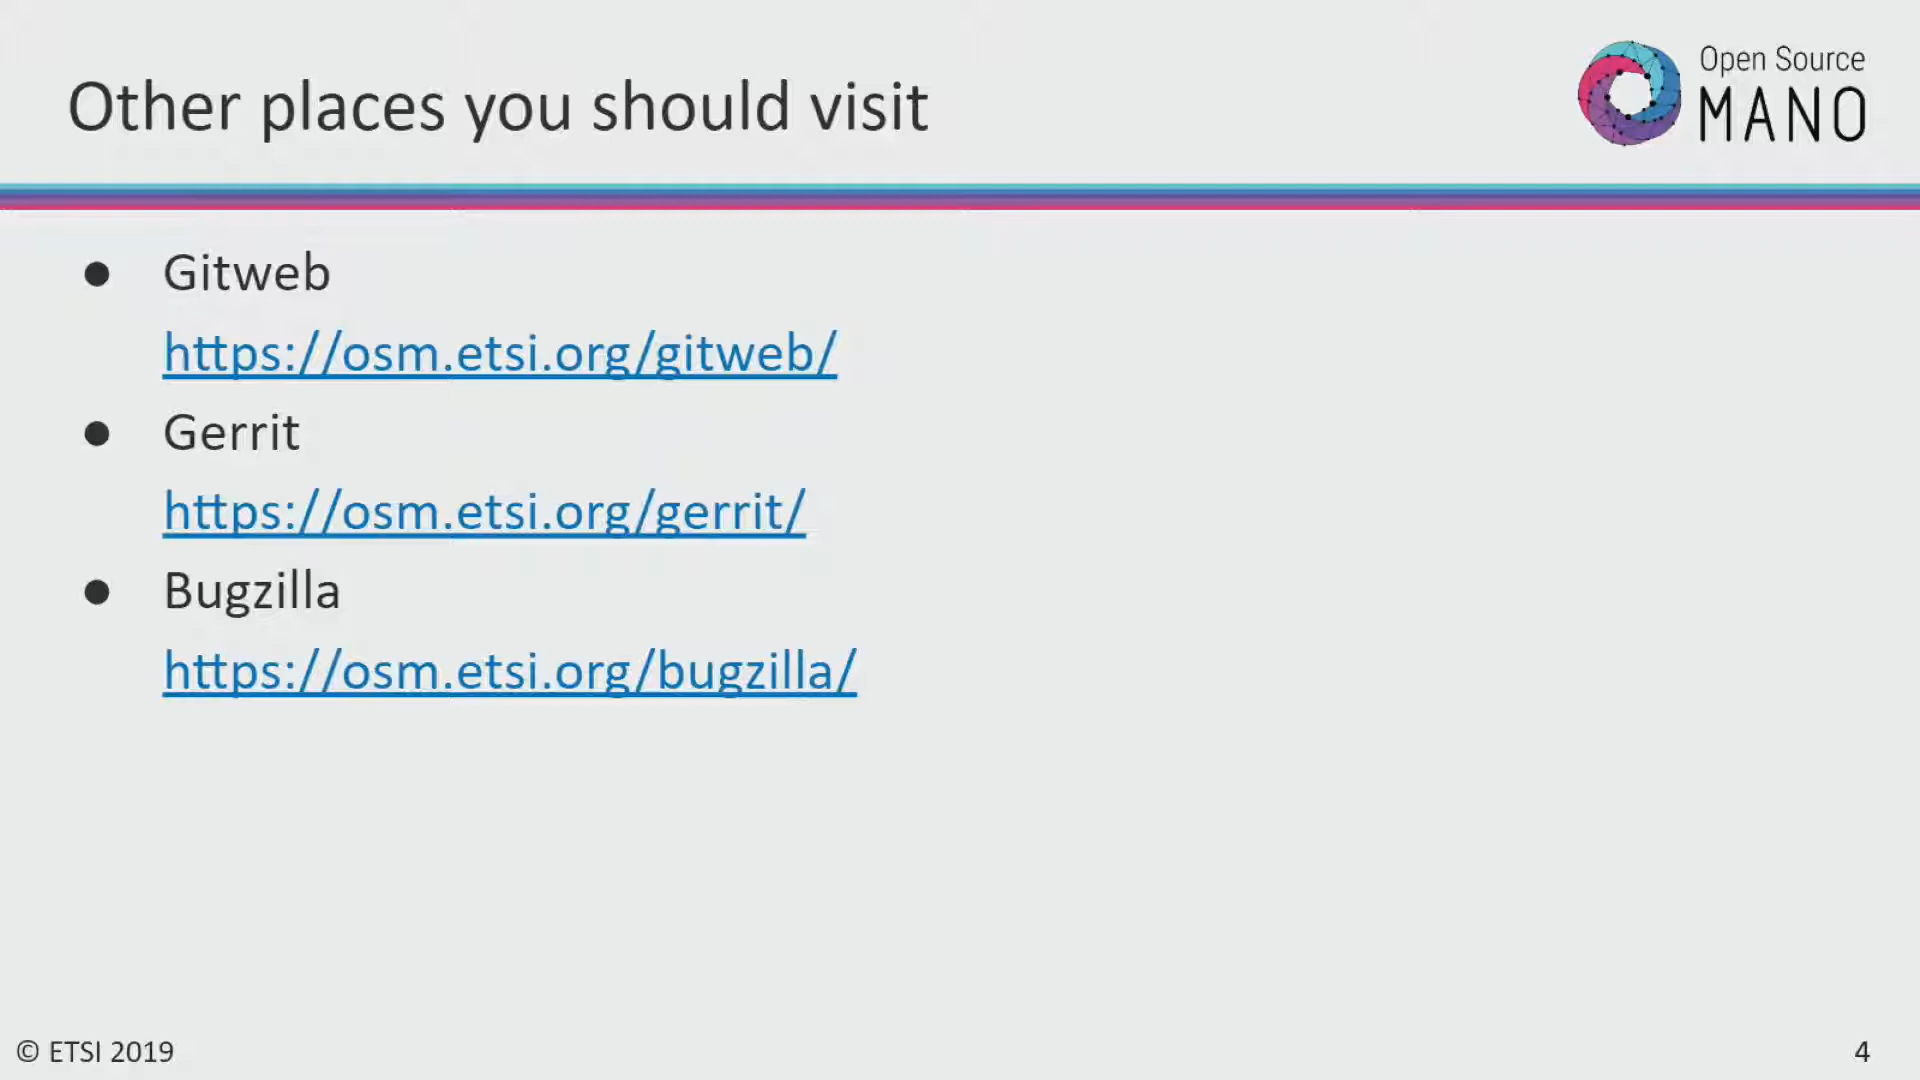 Other places you should visit
Open Source
MANO
● Gitweb
https://osm.etsi.org/gitweb/
● Gerrit
https://osm.etsi.org/gerrit/
● Bugzilla
https://osm.etsi.org/bugzilla/
© ETSI 2019
4